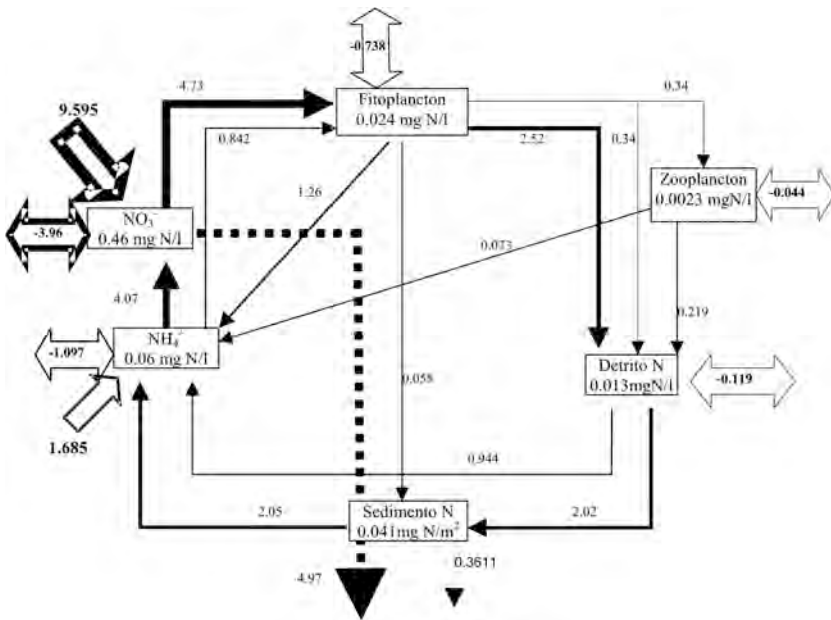 -0.738
4.73
Fitoplancton
0.024 mg N/l
0.34
9.595
0.842
2.52
0.34
1.26
Zooplancton
0.0023 mgN/l
-0.044
NO3-
0.46 mg N/l
-3.96
0.073
4.07
0.219
NH4+
0.06 mg N/l
-1.097
Detrito N
0.013mgN/l
-0.119
0.058
1.685
0.944
Sedimento N
0.041mg N/m2
2.05
2.02
4.97
0.3611